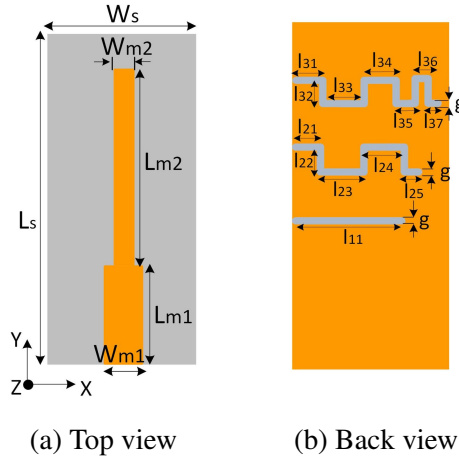 Ws
Wm2
Lm2
Ls
Lm1
Wm1
Y
Z
X
l31
l34
l36
l33
l32
l35
l37
g
l21
l22
l24
l23
l25
g
l11
g
(a) Top view
(b) Back view